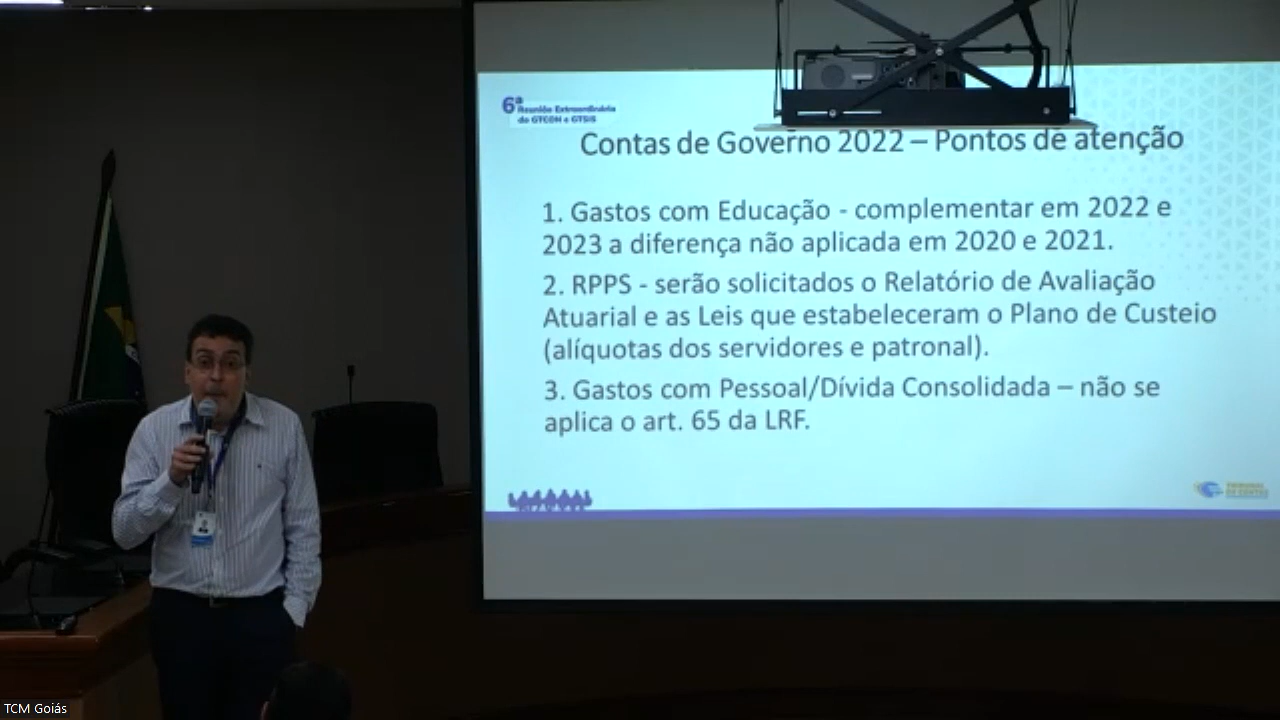 6ª Reunião Extraordinária
do GTCON e GTSIS
Contas de Governo 2022 – Pontos de atenção
1. Gastos com Educação - complementar em 2022 e
2023 a diferença não aplicada em 2020 e 2021.
2. RPPS - serão solicitados o Relatório de Avaliação
Atuarial e as Leis que estabeleceram o Plano de Custeio
(alíquotas dos servidores e patronal).
3. Gastos com Pessoal/Dívida Consolidada – não se
aplica o art. 65 da LRF.
TRIBUNAL
DE CONTAS
TCM Goiás